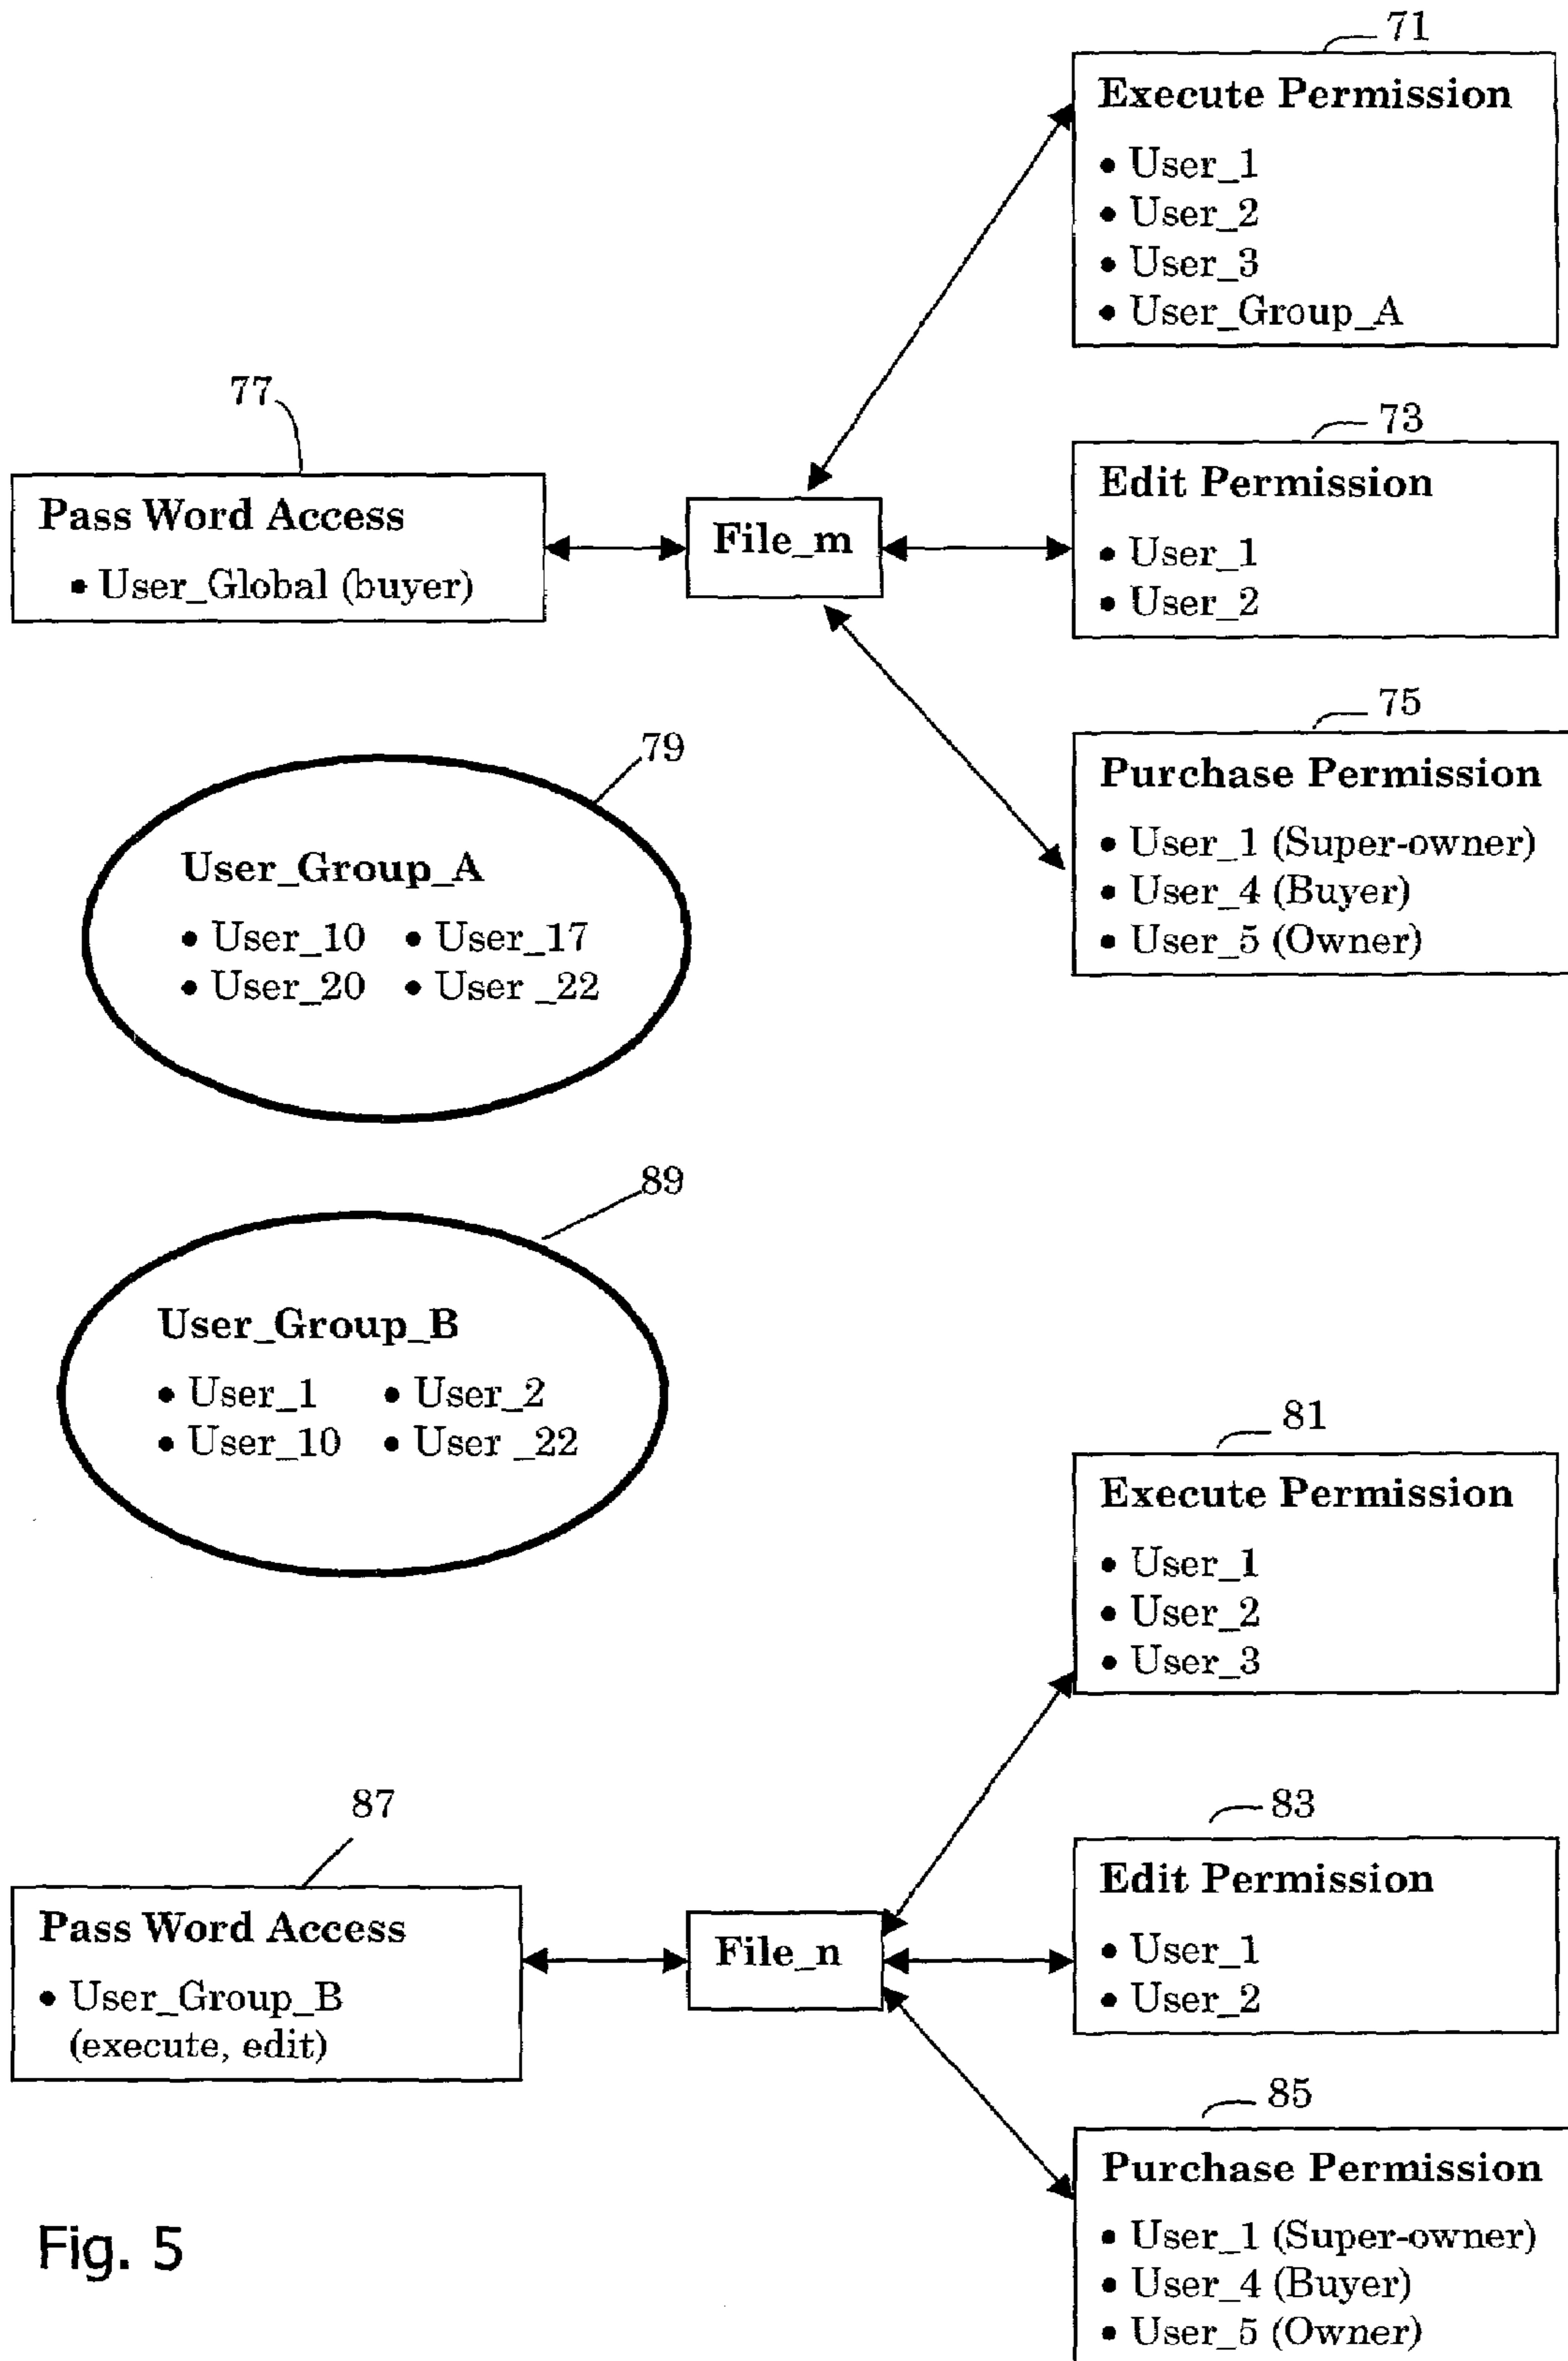 71
Execute Permission
• User_1
• User_2
• User_3
• User_Group_A
77
Pass Word Access
• User_Global (buyer)
File_m
73
Edit Permission
• User_1
• User_2
75
Purchase Permission
• User_1 (Super-owner)
• User_4 (Buyer)
• User_5 (Owner)
79
User_Group_A
• User_10 • User_17
• User_20 • User _22
89
User_Group_B
• User_1 • User_2
• User_10 • User _22
81
Execute Permission
• User_1
• User_2
• User_3
87
Pass Word Access
• User_Group_B
(execute, edit)
File_n
83
Edit Permission
• User_1
• User_2
85
Purchase Permission
• User_1 (Super-owner)
• User_4 (Buyer)
• User_5 (Owner)
Fig. 5